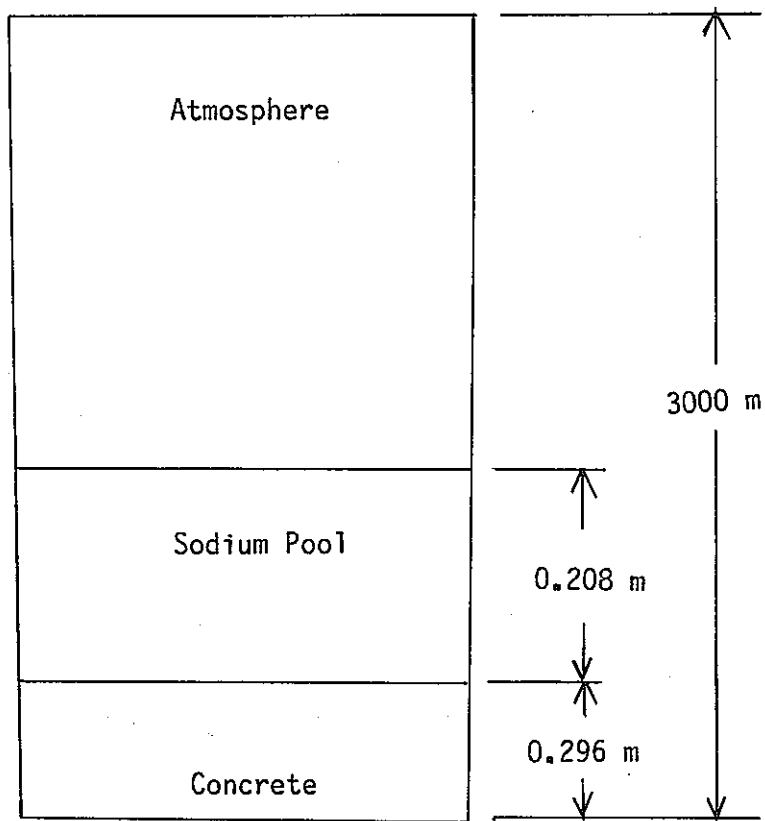 Atmosphere
3000 m
Sodium Pool
0.208 m
0.296 m
Concrete